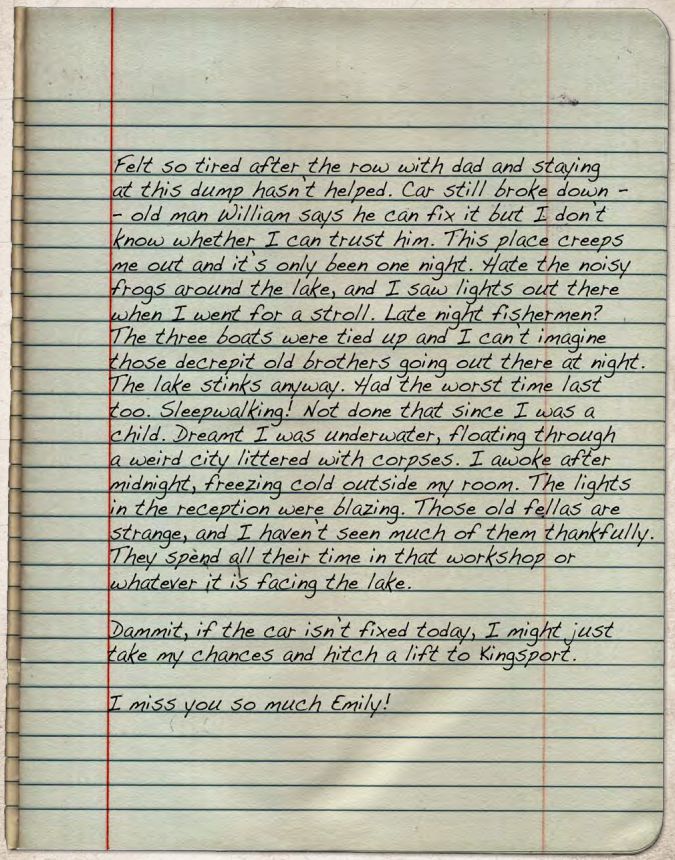 Felt so tired after the row with dad and staying
at this dump hasn't helped. Car still broke down -
- old man William says he can fix it but I don't
know whether I can trust him. This place creeps
me out and it's only been one night. Hate the noisy
frogs around the lake, and I saw lights out there
when I went for a stroll. Late night fishermen?
The three boats were tied up and I can't imagine
those decrepit old brothers going out there at night.
The lake stinks anyway. Had the worst time last
too. Sleepwalking! Not done that since I was a
child. Dreamt I was underwater, floating through
a weird city littered with corpses. I awoke after
midnight, freezing cold outside my room. The lights
in the reception were blazing. Those old fellas are
strange, and I haven't seen much of them thankfully.
They spend all their time in that workshop or
whatever it is facing the lake.
Dammit, if the car isn't fixed today, I might just
take my chances and hitch a lift to Kingsport.
I miss you so much Emily!